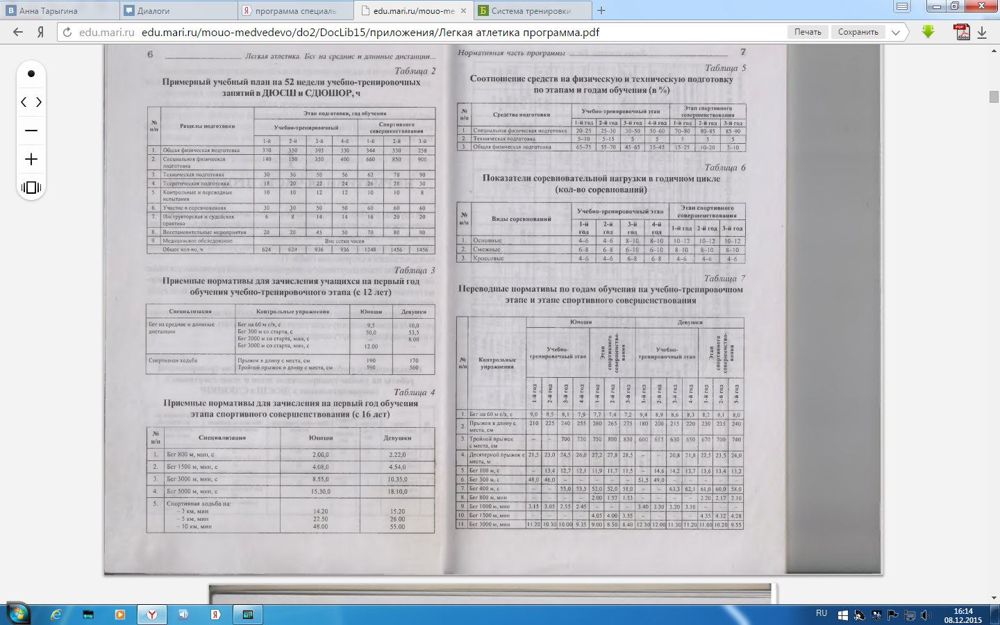 Анна Тарыгина
Диалоги
программа специаль
edu.mari.ru/mouo-me
Система тренировки
edu.mari.ru edu.mari.ru/mouo-medvedevo/do2/DocLib15/приложения/Легкая атлетика программа.pdf
Печать Сохранить
6 Легкая атлетика. Бег на средние и длинные дистанции...
Таблица 2
Примерный учебный план на 52 недели учебно-тренировочных
занятий в ДЮСШ и СДЮШОР, ч
№ п/п Разделы подготовки Этап подготовки, год обучения
Учебно-тренировочный Спортивного совершенствования
1-й 2-й 3-й 4-й 1-й 2-й 3-й
1. Общая физическая подготовка 370 350 393 330 344 330 258
2. Специальная физическая подготовка 140 150 350 400 660 850 900
3. Техническая подготовка 30 36 50 56 62 78 90
4. Теоретическая подготовка 18 20 22 24 26 28 30
5. Контрольные и переводные испытания 10 10 12 12 10 10 8
6. Участие в соревнованиях 30 30 50 50 60 60 60
7. Инструкторская и судейская практика 6 8 14 14 16 20 20
8. Восстановительные мероприятия 20 20 45 50 70 80 90
9. Медицинское обследование Вне сетки часов
Общее кол-во, ч 624 624 936 936 1248 1456 1456
Таблица 3
Приемные нормативы для зачисления учащихся на первый год
обучения учебно-тренировочного этапа (с 12 лет)
Специализация Контрольные упражнения Юноши Девушки
Бег на средние и длинные дистанции Бег на 60 м с/х, с 9,5 10,0
Бег 300 м со старта, с 50,0 53,5
Бег 2000 м со старта, мин, с – 8.00
Бег 3000 м со старта, мин, с 12.00 –
Спортивная ходьба Прыжок в длину с места, см 190 170
Тройной прыжок в длину с места, см 590 560
Таблица 4
Приемные нормативы для зачисления на первый год обучения
этапа спортивного совершенствования (с 16 лет)
№ п/п Специализация Юноши Девушки
1. Бег 800 м, мин, с 2.00,0 2.22,0
2. Бег 1500 м, мин, с 4.08,0 4.54,0
3. Бег 3000 м, мин, с 8.55,0 10.35,0
4. Бег 5000 м, мин, с 15.30,0 18.10,0
5. Спортивная ходьба на:
– 3 км, мин 14.20 15.20
– 5 км, мин 22.50 26.00
– 10 км, мин 48.00 55.00
Нормативная часть программы 7
Таблица 5
Соотношение средств на физическую и техническую подготовку
по этапам и годам обучения (в %)
№ п/п Средства подготовки Учебно-тренировочный этап Этап спортивного совершенствования
1-й год 2-й год 3-й год 4-й год 1-й год 2-й год 3-й год
1. Специальная физическая подготовка 20–25 25–30 30–50 50–60 70–80 80–85 85–90
2. Техническая подготовка 5–10 5–15 5 5 5 5 5
3. Общая физическая подготовка 65–75 55–70 45–65 35–45 15–25 10–20 5–10
Таблица 6
Показатели соревновательной нагрузки в годичном цикле
(кол-во соревнований)
№ п/п Виды соревнований Учебно-тренировочный этап Этап спортивного совершенствования
1-й год 2-й год 3-й год 4-й год 1-й год 2-й год 3-й год
1. Основные 4–6 4–6 8–10 8–10 10–12 10–12 10–12
2. Смежные 6–8 6–8 6–10 6–10 8–10 8–10 8–10
3. Кроссовые 4–6 4–6 6–8 6–8 4–6 4–6 4–6
Таблица 7
Переводные нормативы по годам обучения на учебно-тренировочном
этапе и этапе спортивного совершенствования
№ п/п Контрольные упражнения Юноши Девушки
Учебно-тренировочный этап Этап спортивного совершенствования Учебно-тренировочный этап Этап спортивного совершенствования
1-й год 2-й год 3-й год 4-й год 1-й год 2-й год 3-й год 1-й год 2-й год 3-й год 4-й год 1-й год 2-й год 3-й год
1. Бег на 60 м с/х, с 9,0 8,5 8,1 7,9 7,7 7,4 7,2 9,4 8,9 8,6 8,3 8,2 8,1 8,0
2. Прыжок в длину с места, см 210 225 240 255 260 265 275 180 200 215 220 230 235 240
3. Тройной прыжок с места, см – – 700 730 750 800 830 600 615 630 650 670 700 740
4. Десятерной прыжок с места, м 21,5 23,0 24,5 26,0 27,2 27,8 28,5 – – 20,8 21,8 22,5 23,5 24,0
5. Бег 100 м, с – 13,4 12,7 12,1 11,9 11,7 11,5 – 14,6 14,2 13,7 13,6 13,4 13,2
6. Бег 300 м, с 48,0 46,0 – – – – – 51,5 49,0 – – – – –
7. Бег 400 м, с – – 55,0 53,5 53,0 52,0 51,0 – – 63,3 62,1 61,0 60,0 58,0
8. Бег 800 м, мин – – – – 2.00 1.57 1.53 – – – – 2.20 2.17 2.10
9. Бег 1000 м, мин 3.15 3.05 2.55 2.45 – – – 3.40 3.30 3.20 3.10 – – –
10. Бег 1500 м, мин – – – – 4.05 4.00 3.55 – – – – 4.35 4.32 4.28
11. Бег 3000 м, мин 11.20 10.30 10.00 9.35 9.00 8.50 8.40 12.30 12.00 11.30 11.20 11.00 10.20 9.55
RU
16:14
08.12.2015